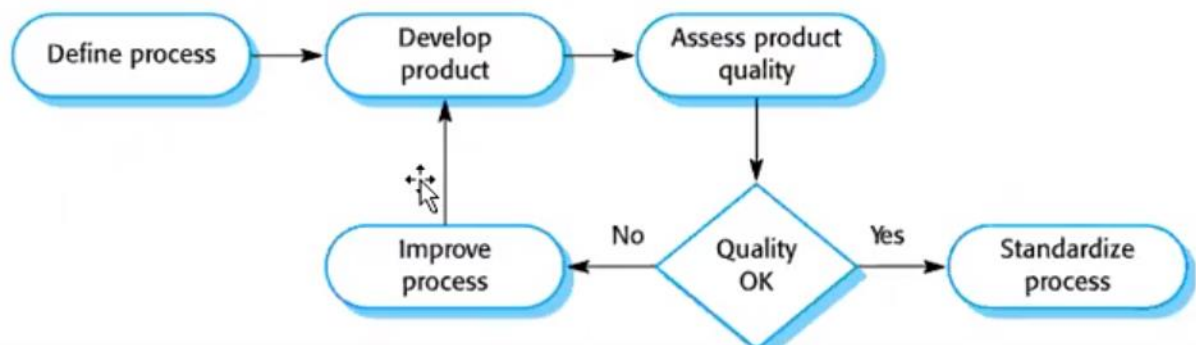 Define process
Develop
product
Assess product
quality
Quality
OK
No
Yes
Improve
process
Standardize
process